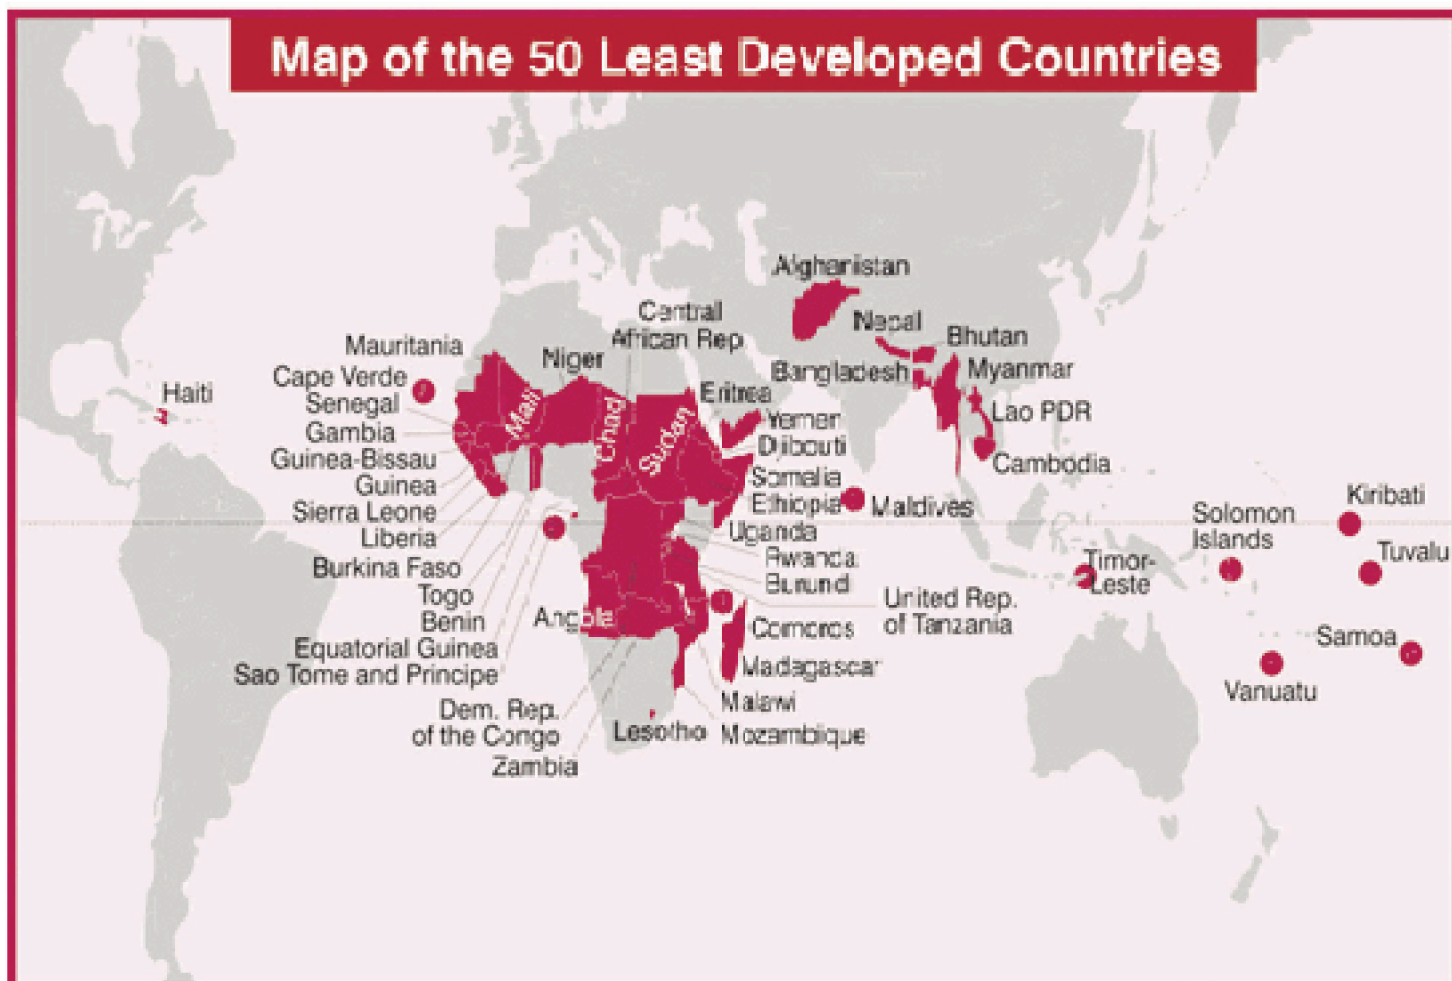 Map of the 50 Least Developed Countries
Afghanistan
Central
African Rep
Nepal
Bhutan
Mauritania
Niger
Bangladesh
Myanmar
Cape Verde
Haiti
Senegal
Mali
Chad
Sudan
Eritrea
Yemen
Lao PDR
Gambia
Djibouti
Guinea-Bissau
Cambodia
Guinea
Somalia
Ethiopia
Maldives
Kiribati
Sierra Leone
Solomon
Islands
Liberia
Uganda
Tuvalu
Burkina Faso
Rwanda
Timor-
Leste
Burundi
Togo
United Rep.
of Tanzania
Benin
Angola
Comoros
Equatorial Guinea
Samoa
Sao Tome and Principe
Madagascar
Vanuatu
Malawi
Dem. Rep.
of the Congo
Lesotho
Mozambique
Zambia